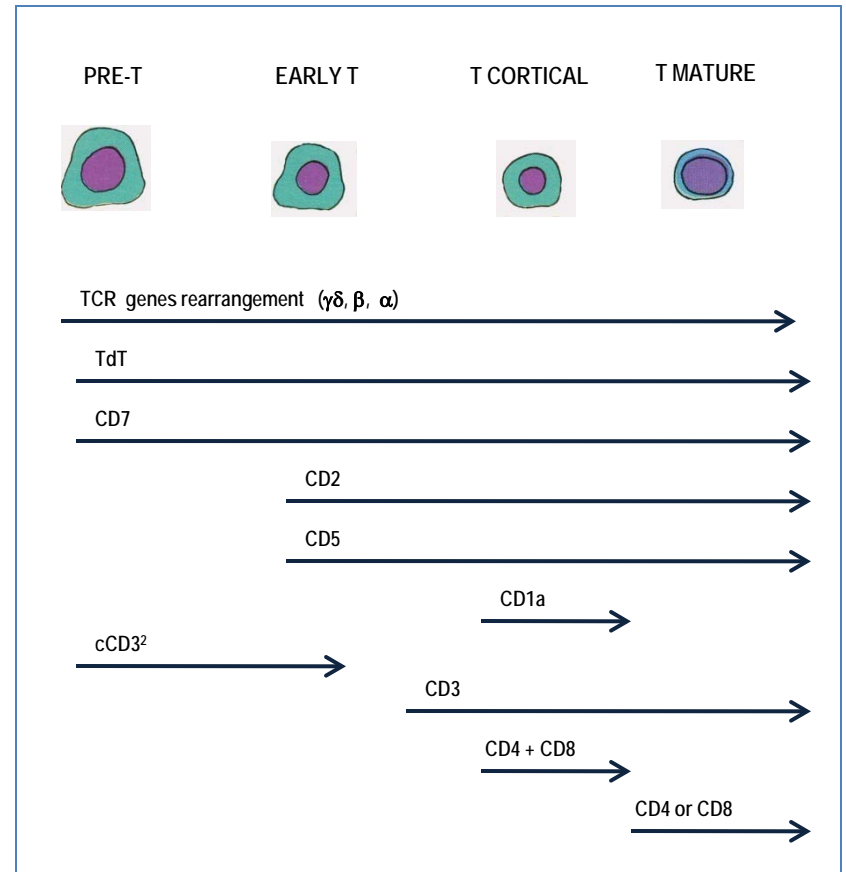 PRE-T EARLY T T CORTICAL T MATURE
TCR genes rearrangement (γδ, β, α)
TdT
CD7
CD2
CD5
CD1a
cCD3²
CD3
CD4 + CD8
CD4 or CD8